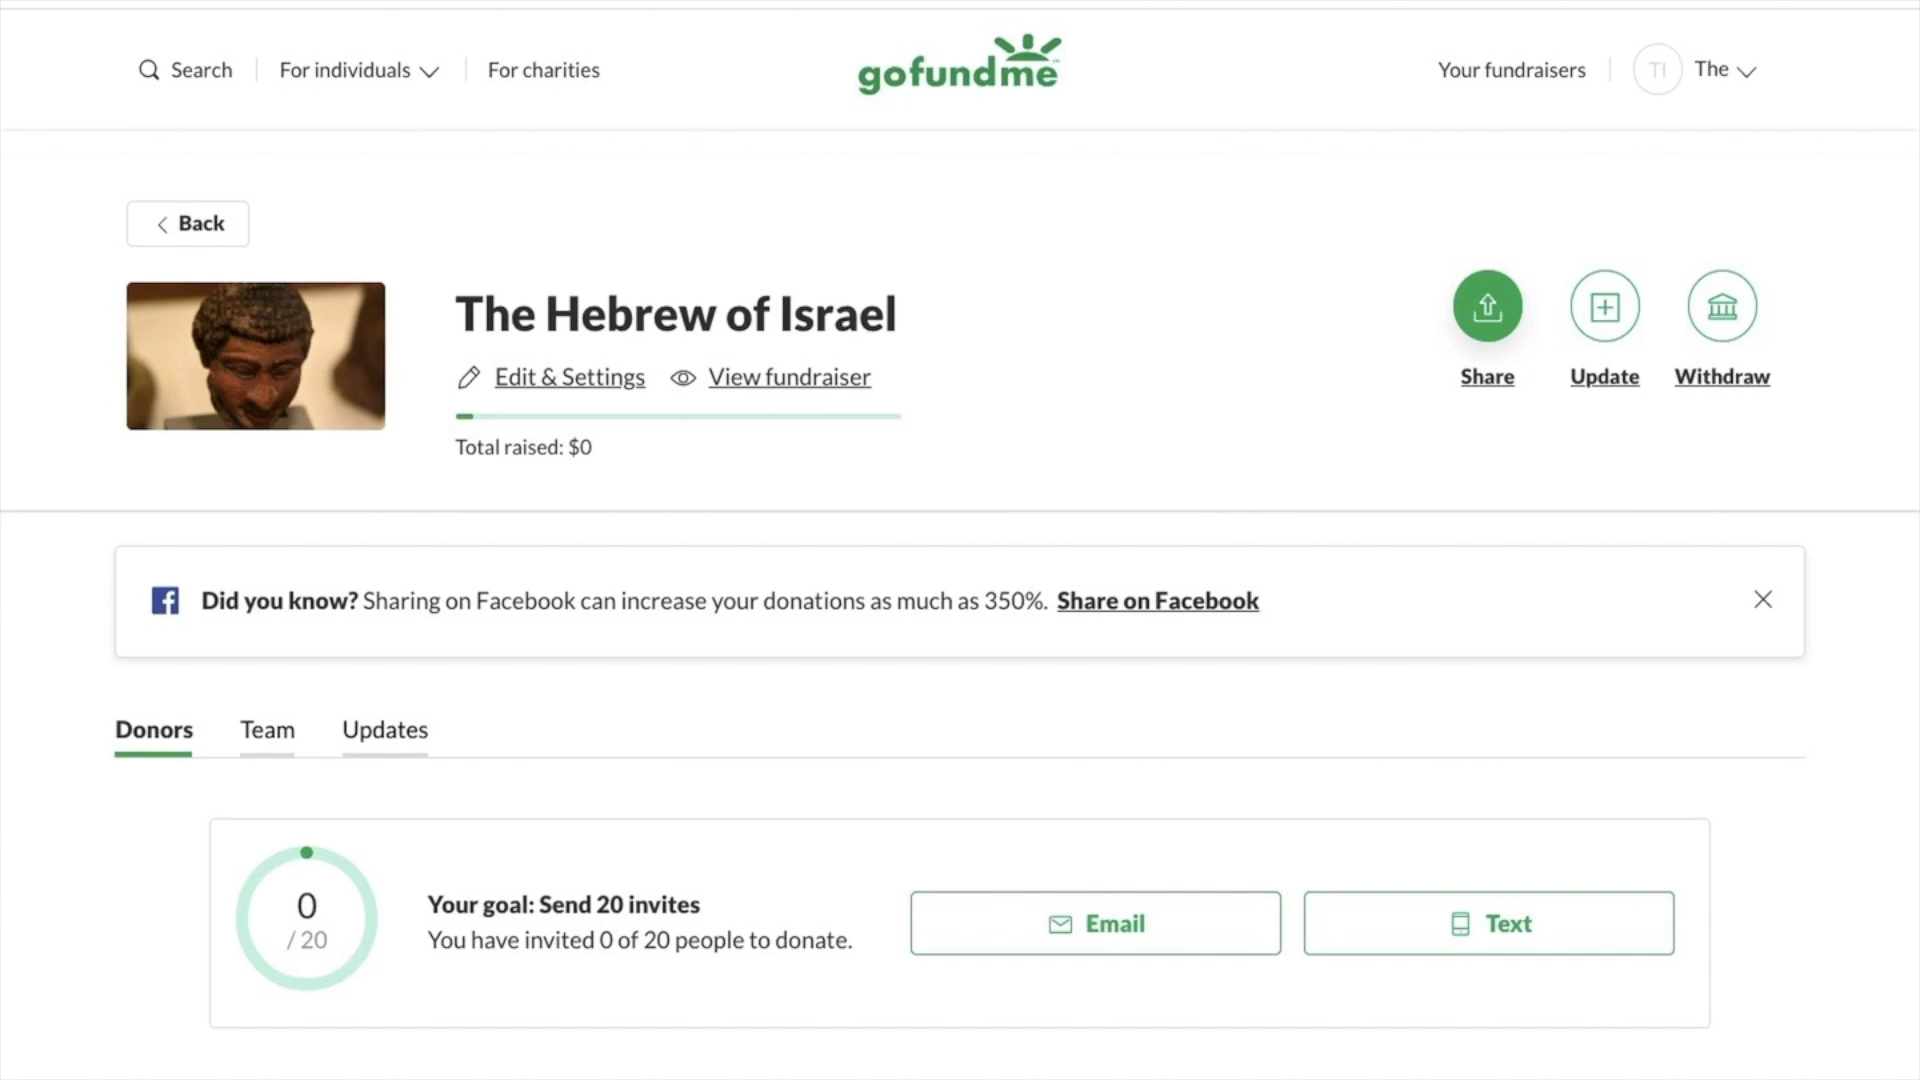 Search
For individuals
For charities
gofundme
Your fundraisers
TI
The
Back
The Hebrew of Israel
Edit & Settings
View fundraiser
Total raised: $0
Share
Update
Withdraw
Did you know? Sharing on Facebook can increase your donations as much as 350%. Share on Facebook
Donors
Team
Updates
0
/ 20
Your goal: Send 20 invites
You have invited 0 of 20 people to donate.
Email
Text